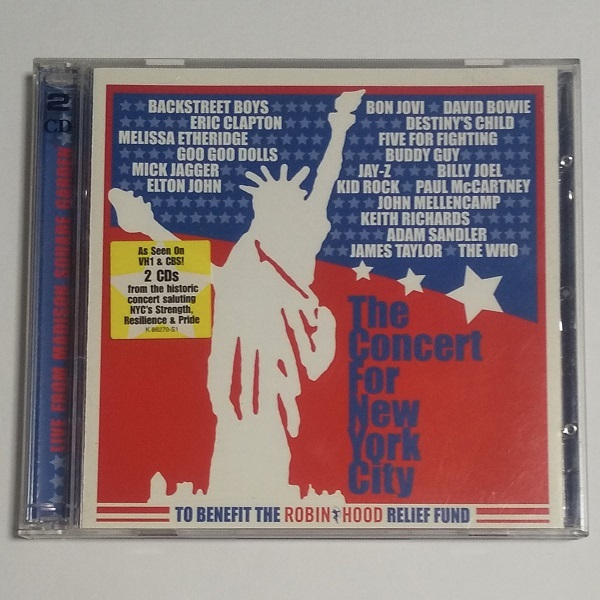 2
CD
LIVE FROM MADISON SQUARE GARDEN
BACKSTREET BOYS
ERIC CLAPTON
MELISSA ETHERIDGE
GOO GOO DOLLS
MICK JAGGER
ELTON JOHN
BON JOVI ★ DAVID BOWIE
DESTINY'S CHILD
FIVE FOR FIGHTING
BUDDY GUY
JAY-Z ★ BILLY JOEL
KID ROCK ★ PAUL McCARTNEY
JOHN MELLENCAMP
KEITH RICHARDS
ADAM SANDLER
JAMES TAYLOR ★ THE WHO
As Seen On
VH1 & CBS!
2 CDs
from the historic
concert saluting
NYC's Strength,
Resilience & Pride
K 86270-S1
The
Concert
For
New
York
City
TO BENEFIT THE ROBIN HOOD RELIEF FUND